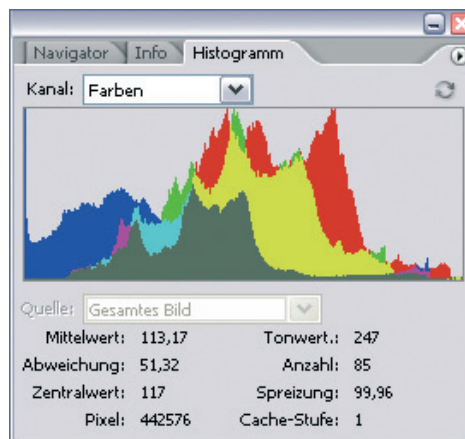 Navigator Info Histogramm
Kanal: Farben
Quelle: Gesamtes Bild
Mittelwert: 113,17 Tonwert.: 247
Abweichung: 51,32 Anzahl: 85
Zentralwert: 117 Spreizung: 99,96
Pixel: 442576 Cache-Stufe: 1